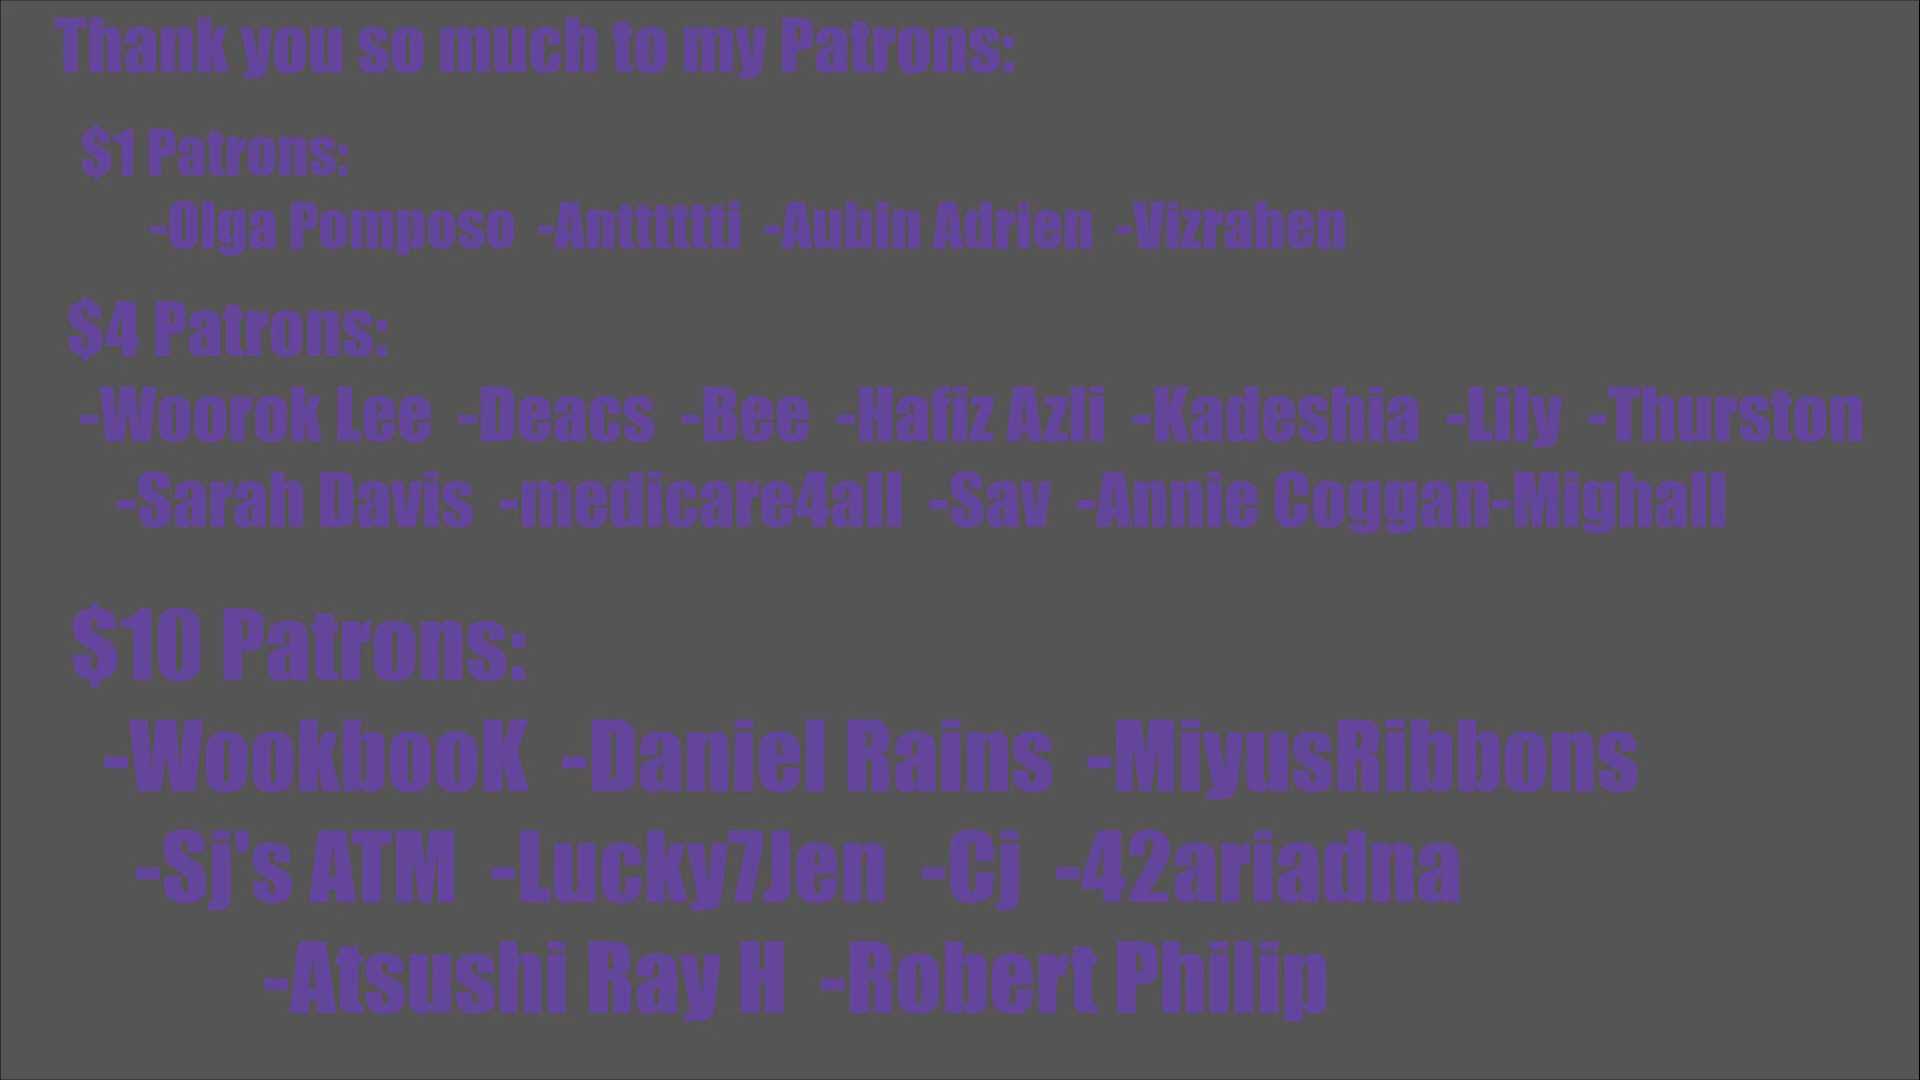 Thank you so much to my Patrons:
$1 Patrons:
-Olga Pomposo -Anttttttti -Aubin Adrien -Vizrahen
$4 Patrons:
-Woorok Lee -Deacs -Bee -Hafiz Azli -Kadeshia -Lily -Thurston
-Sarah Davis -medicare4all -Sav -Annie Coggan-Mighall
$10 Patrons:
-WookbooK -Daniel Rains -MiyusRibbons
-Sj's ATM -Lucky7Jen -Cj -42ariadna
-Atsushi Ray H -Robert Philip